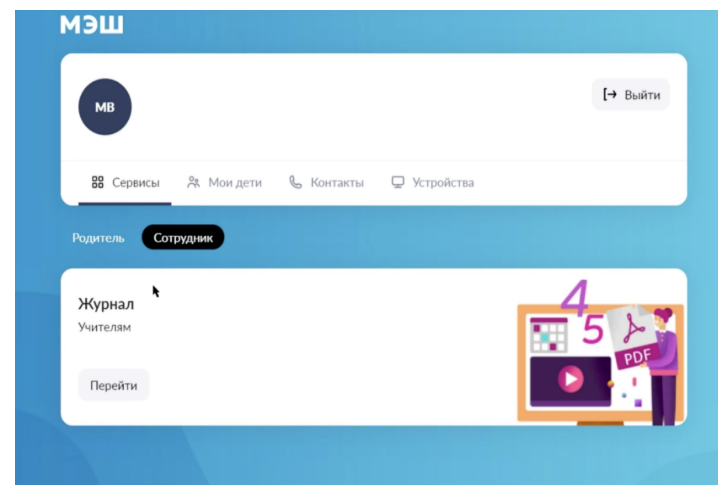 МЭШ
МВ
Выйти
Сервисы
Мои дети
Контакты
Устройства
Родитель
Сотрудник
Журнал
Учителям
Перейти
4
5
PDF